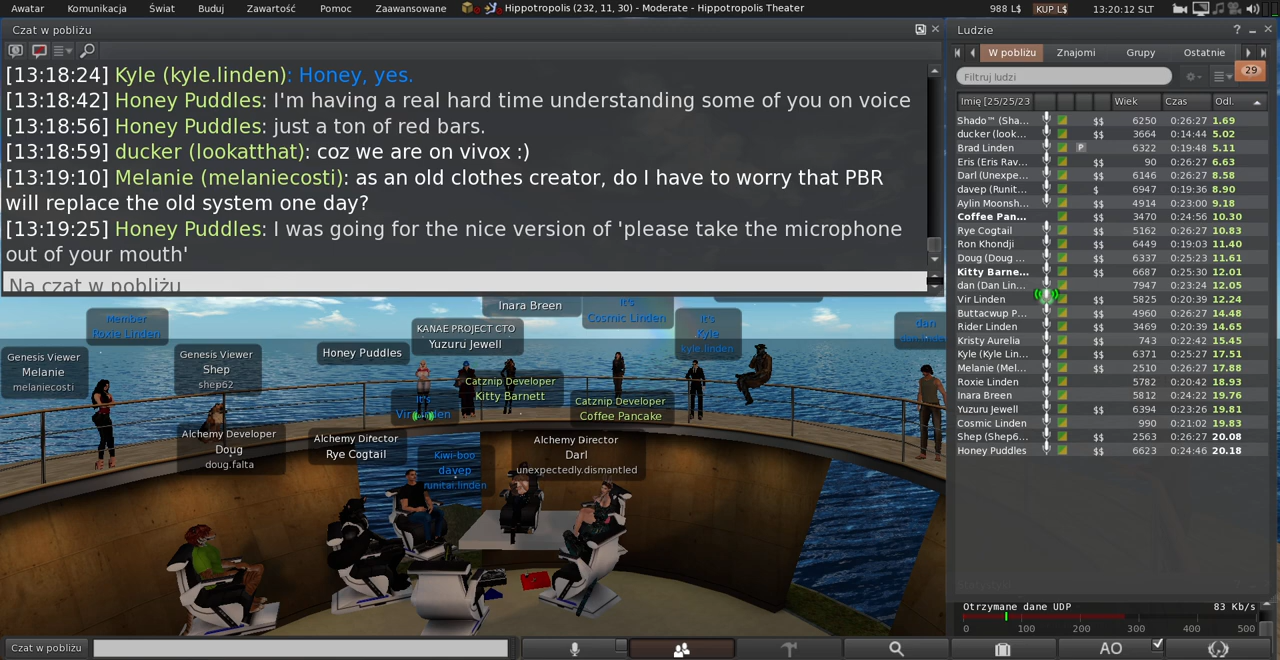 Awatar Komunikacja Świat Buduj Zawartość Pomoc Zaawansowane Hippotropolis (232, 11, 30) - Moderate - Hippotropolis Theater 988 L$ KUP L$ 13:20:12 SLT
Czat w pobliżu
[13:18:24] Kyle (kyle.linden): Honey, yes.
[13:18:42] Honey Puddles: I'm having a real hard time understanding some of you on voice
[13:18:56] Honey Puddles: just a ton of red bars.
[13:18:59] ducker (lookatthat): coz we are on vivox :)
[13:19:10] Melanie (melaniecosti): as an old clothes creator, do I have to worry that PBR
will replace the old system one day?
[13:19:25] Honey Puddles: I was going for the nice version of 'please take the microphone
out of your mouth'
Na czat w pobliżu
Inara Breen
It's
Cosmic Linden
Member
Roxie Linden
KANAE PROJECT CTO
Yuzuru Jewell
It's
Kyle
kyle.linden
dan
Genesis Viewer
Melanie
melaniecosti
Genesis Viewer
Shep
shep62
Honey Puddles
Catznip Developer
Kitty Barnett
It's
Vir Linden
Catznip Developer
Coffee Pancake
Alchemy Developer
Doug
doug.falta
Alchemy Director
Rye Cogtail
Kiwi-boo
davep
runitai.linden
Alchemy Director
Darl
unexpectedly.dismantled
Czat w pobliżu
AO
Ludzie
W pobliżu Znajomi Grupy Ostatnie
29
Filtruj ludzi
Imię [25/25/23 Wiek Czas Odl.
Shado™ (Sha... $$ 6250 0:26:27 1.69
ducker (look... $$ 3664 0:14:44 5.02
Brad Linden P 6322 0:19:48 5.11
Eris (Eris Rav... $$ 90 0:26:27 6.63
Darl (Unexpe... $$ 6146 0:26:27 8.58
davep (Runit... $ 6947 0:19:36 8.90
Aylin Moonsh... $$ 4914 0:23:00 9.18
Coffee Pan... $$ 3470 0:24:56 10.30
Rye Cogtail $$ 5162 0:26:27 10.83
Ron Khondji $$ 6449 0:19:03 11.40
Doug (Doug ... $$ 6337 0:25:23 11.61
Kitty Barne... $$ 6687 0:25:30 12.01
dan (Dan Lin... 7947 0:23:24 12.05
Vir Linden $$ 5825 0:20:39 12.24
Buttacwup P... $$ 4960 0:26:27 14.48
Rider Linden $$ 3469 0:20:39 14.65
Kristy Aurelia $$ 743 0:22:42 15.45
Kyle (Kyle Lin... $$ 6371 0:25:27 17.51
Melanie (Mel... $$ 2510 0:26:27 17.88
Roxie Linden 5782 0:20:42 18.93
Inara Breen 5812 0:24:22 19.76
Yuzuru Jewell $$ 6394 0:23:26 19.81
Cosmic Linden 990 0:21:02 19.83
Shep (Shep6... $$ 2563 0:26:27 20.08
Honey Puddles $$ 6623 0:24:46 20.18
Otrzymane dane UDP 83 Kb/s
0 100 200 300 400 500